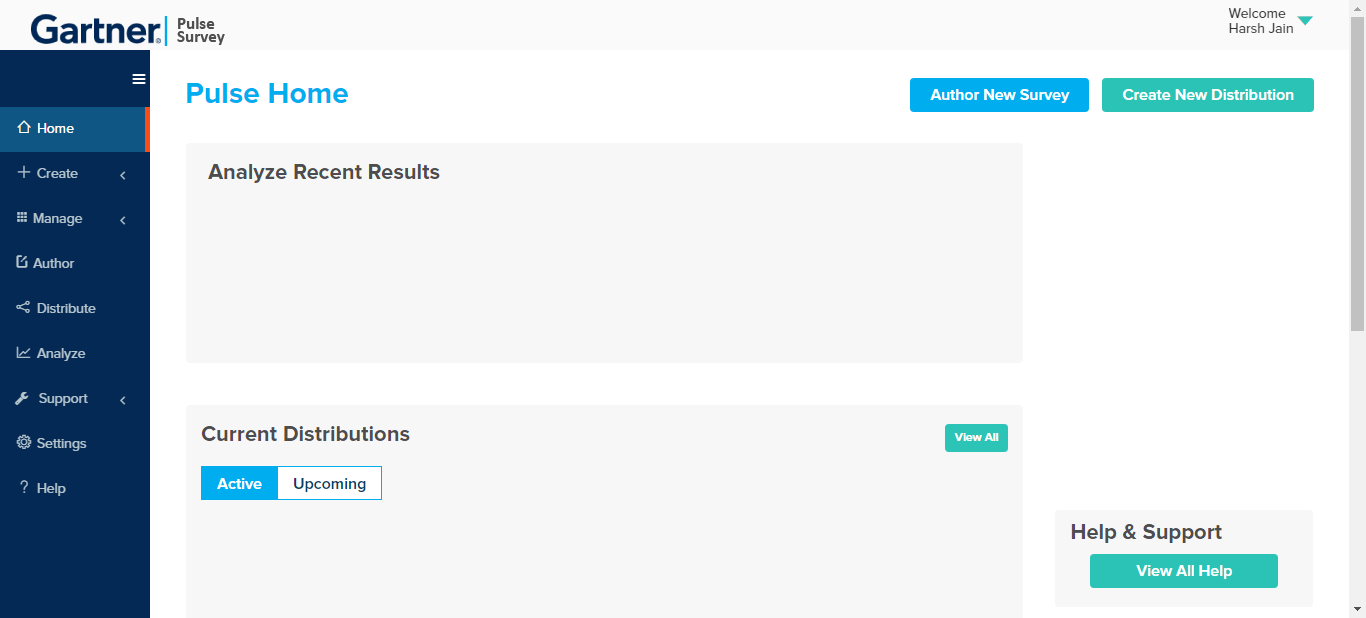 Gartner®
Pulse
Survey
Welcome
Harsh Jain
Home
Create
Manage
Author
Distribute
Analyze
Support
Settings
Help
Pulse Home
Author New Survey
Create New Distribution
Analyze Recent Results
Current Distributions
View All
Active
Upcoming
Help & Support
View All Help